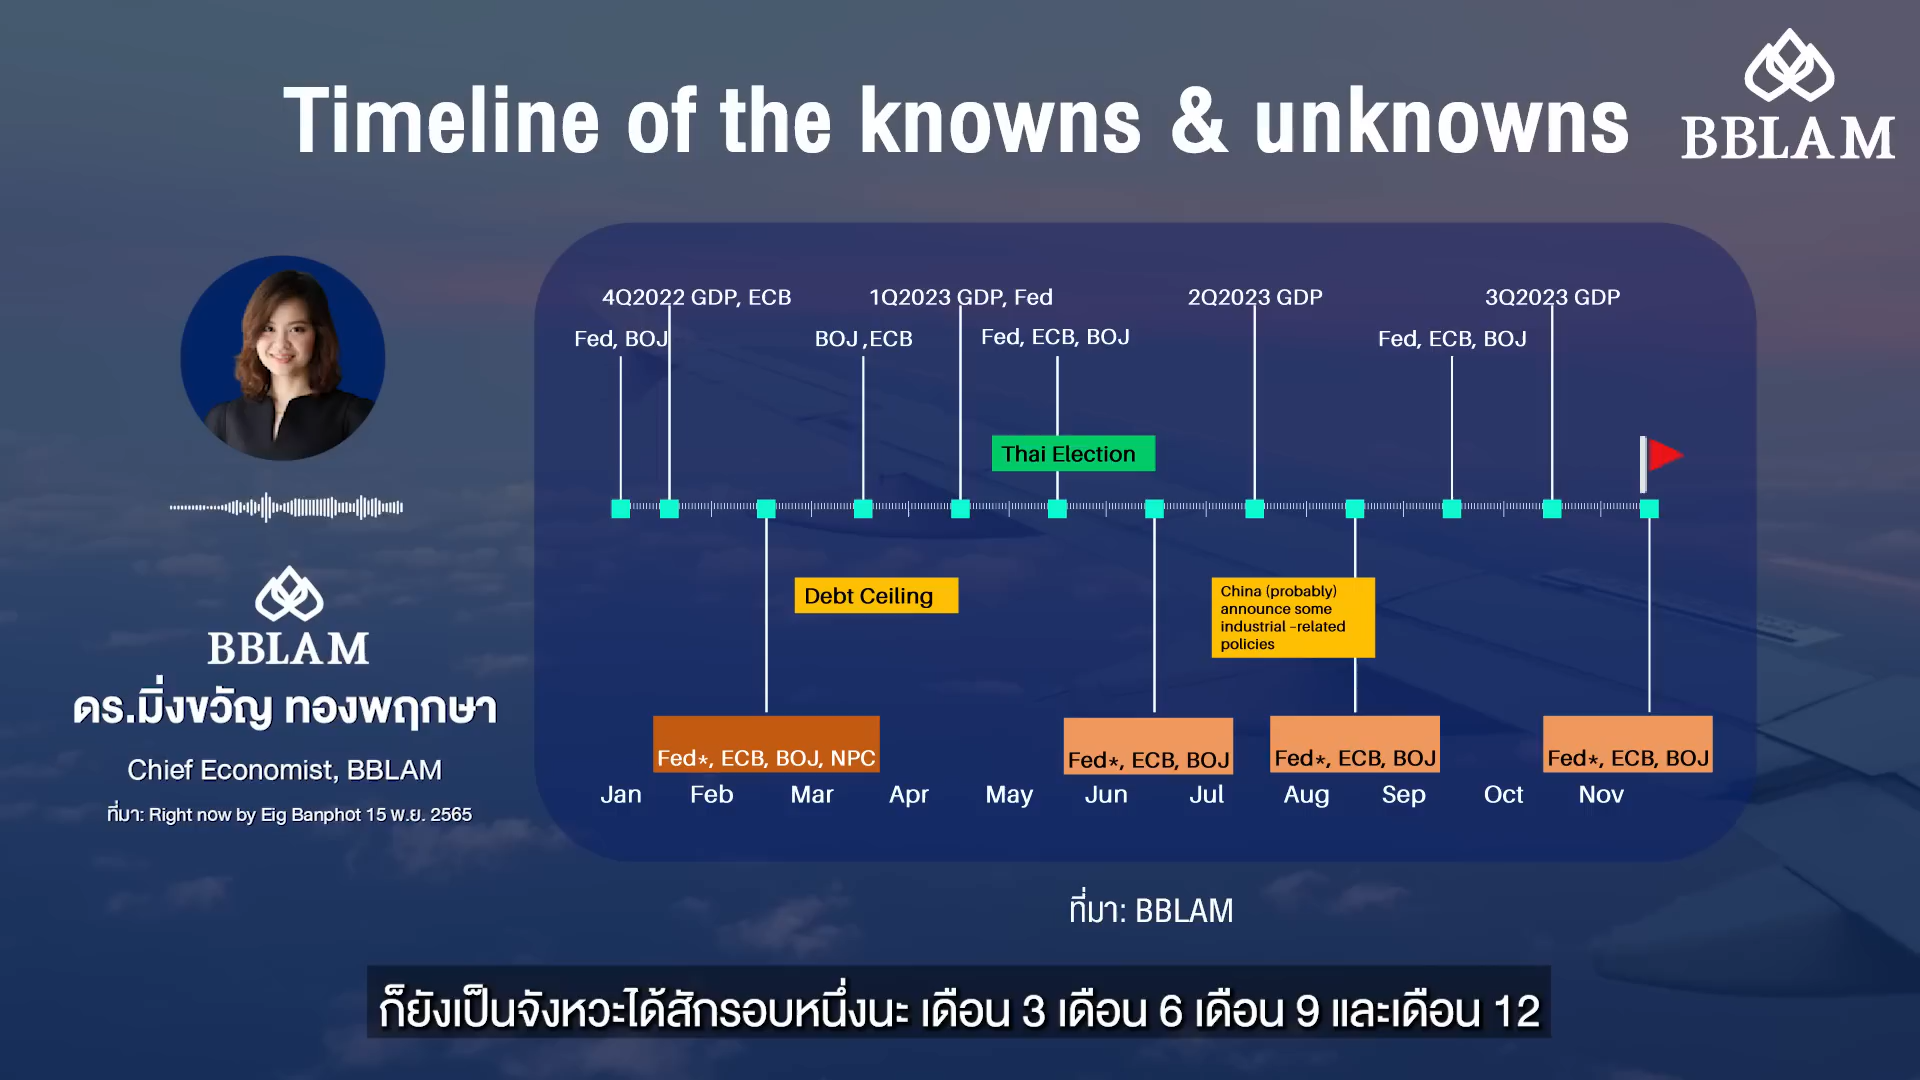 Timeline of the knowns & unknowns
BBLAM
4Q2022 GDP, ECB
1Q2023 GDP, Fed
2Q2023 GDP
3Q2023 GDP
Fed, BOJ
BOJ ,ECB
Fed, ECB, BOJ
Fed, ECB, BOJ
Thai Election
Debt Ceiling
China (probably)
announce some
industrial –related
policies
Fed*, ECB, BOJ, NPC
Fed*, ECB, BOJ
Fed*, ECB, BOJ
Fed*, ECB, BOJ
Jan Feb Mar Apr May Jun Jul Aug Sep Oct Nov
BBLAM
ดร.มิ่งขวัญ ทองพฤกษา
Chief Economist, BBLAM
ที่มา: Right now by Eig Banphot 15 พ.ย. 2565
ที่มา: BBLAM
ก็ยังเป็นจังหวะได้สักรอบหนึ่งนะ เดือน 3 เดือน 6 เดือน 9 และเดือน 12